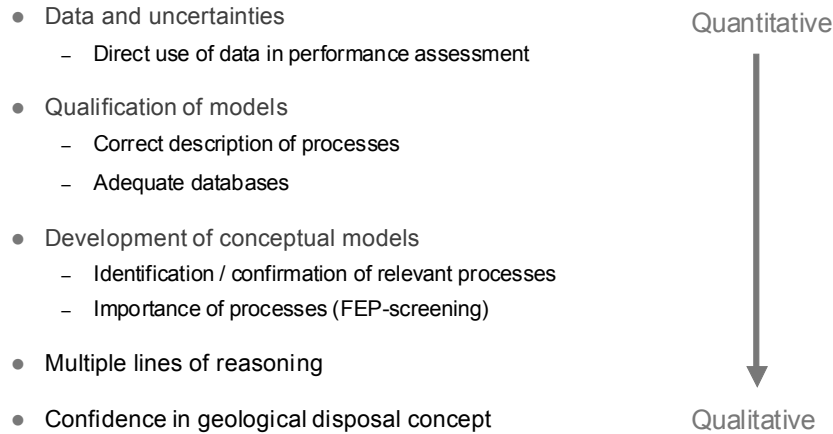 ● Data and uncertainties
– Direct use of data in performance assessment
● Qualification of models
– Correct description of processes
– Adequate databases
● Development of conceptual models
– Identification / confirmation of relevant processes
– Importance of processes (FEP-screening)
● Multiple lines of reasoning
● Confidence in geological disposal concept
Quantitative
Qualitative